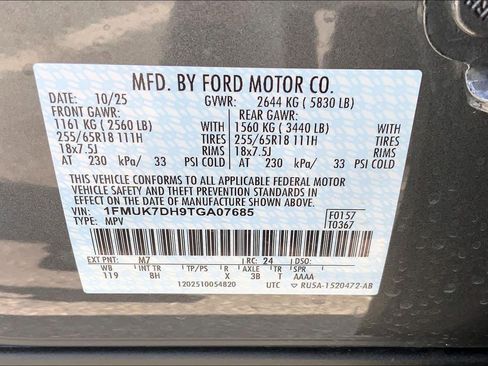 MFD. BY FORD MOTOR CO.
DATE: 10/25 GVWR: 2644 KG ( 5830 LB)
FRONT GAWR: REAR GAWR:
1161 KG ( 2560 LB) WITH 1560 KG ( 3440 LB) WITH
255/65R18 111H TIRES 255/65R18 111H TIRES
18x7.5J RIMS 18x7.5J RIMS
AT 230 kPa/ 33 PSI COLD AT 230 kPa/ 33 PSI COLD
THIS VEHICLE CONFORMS TO ALL APPLICABLE FEDERAL MOTOR
VEHICLE SAFETY AND BUMPER AND THEFT PREVENTION STANDARDS IN
EFFECT ON THE DATE OF MANUFACTURE SHOWN ABOVE.
VIN: 1FMUK7DH9TGA07685 F0157
TYPE: MPV T0367
EXT PNT: M7 RC: 24 DSO:
WB INT TR TP/PS R AXLE TR SPR
119 8H X 3B T AAAA
1202510054820 UTC RU5A-1520472-AB